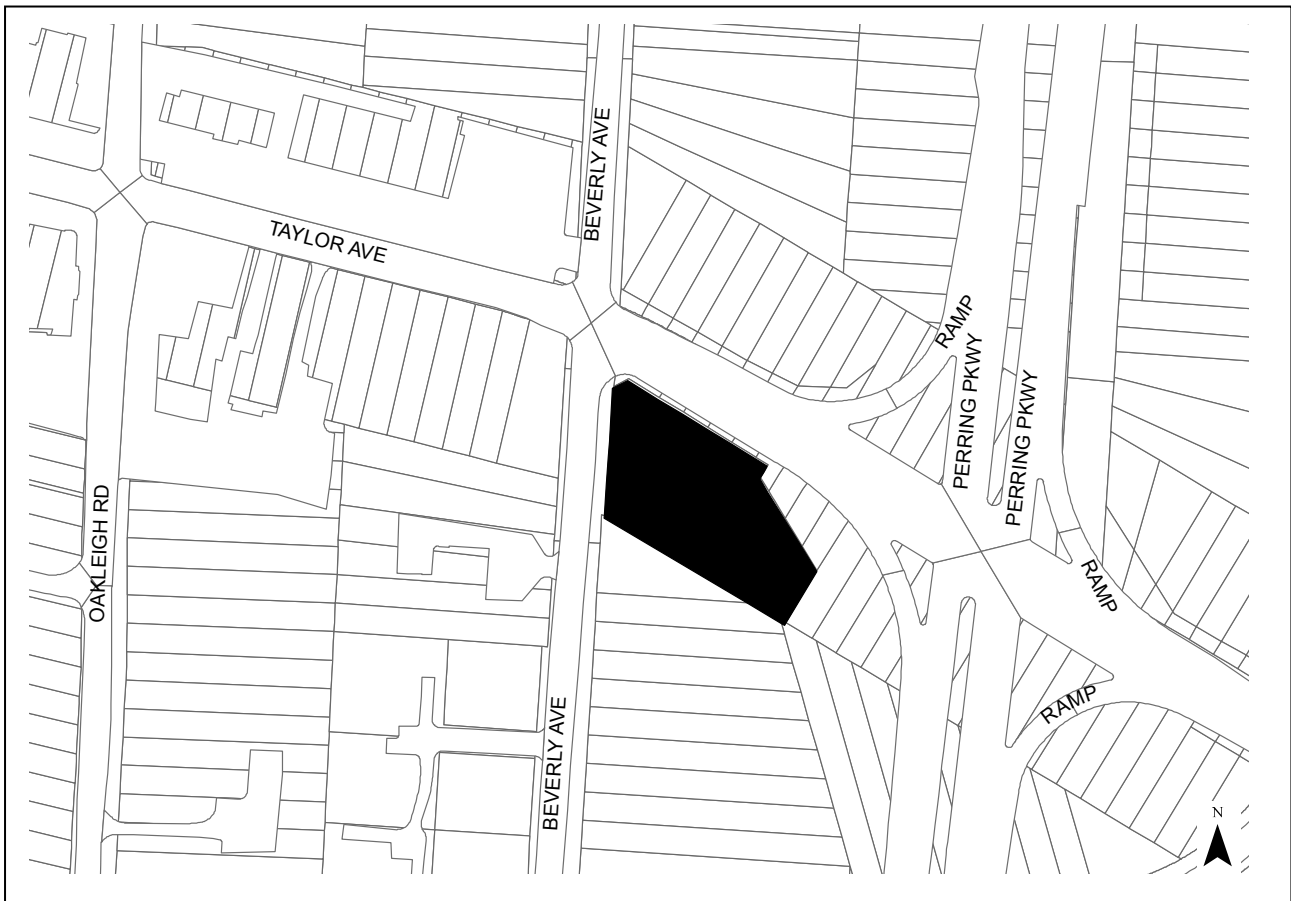 BEVERLY AVE
TAYLOR AVE
RAMP
PERRING PKWY
PERRING PKWY
OAKLEIGH RD
RAMP
RAMP
BEVERLY AVE
N